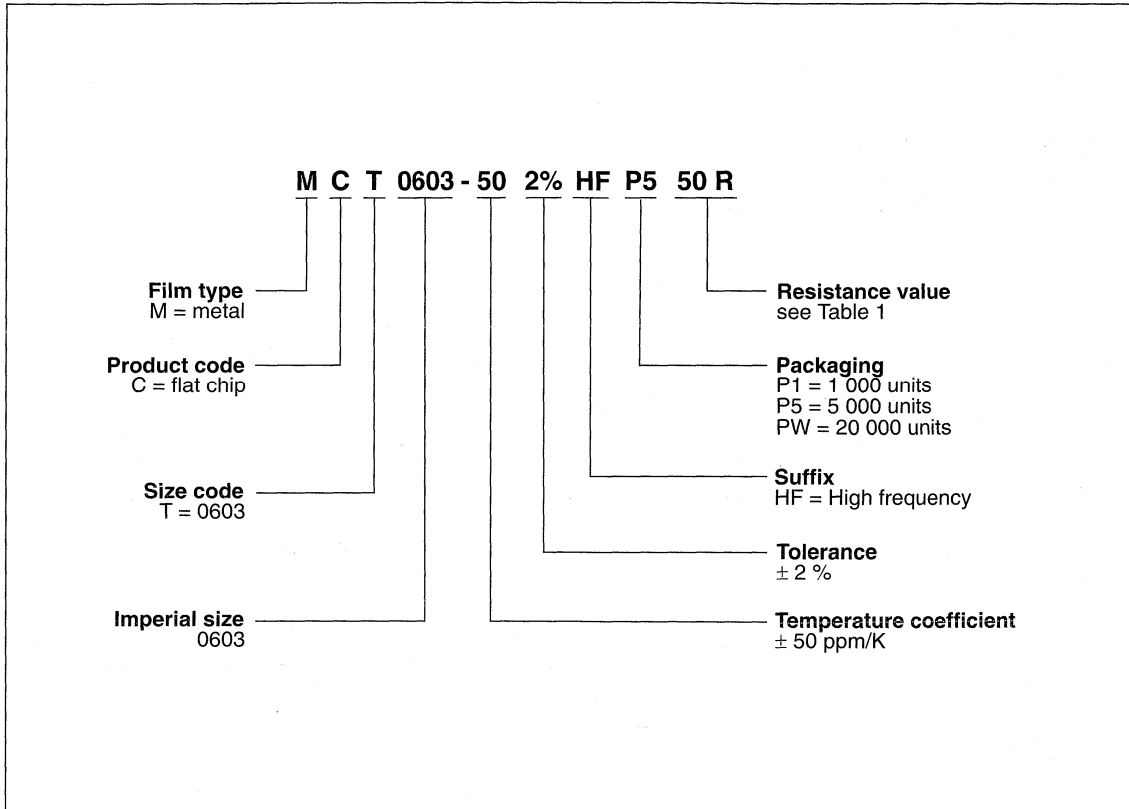 M C T 0603 - 50 2% HF P5 50 R
Film type
M = metal
Product code
C = flat chip
Size code
T = 0603
Imperial size
0603
Resistance value
see Table 1
Packaging
P1 = 1 000 units
P5 = 5 000 units
PW = 20 000 units
Suffix
HF = High frequency
Tolerance
± 2 %
Temperature coefficient
± 50 ppm/K